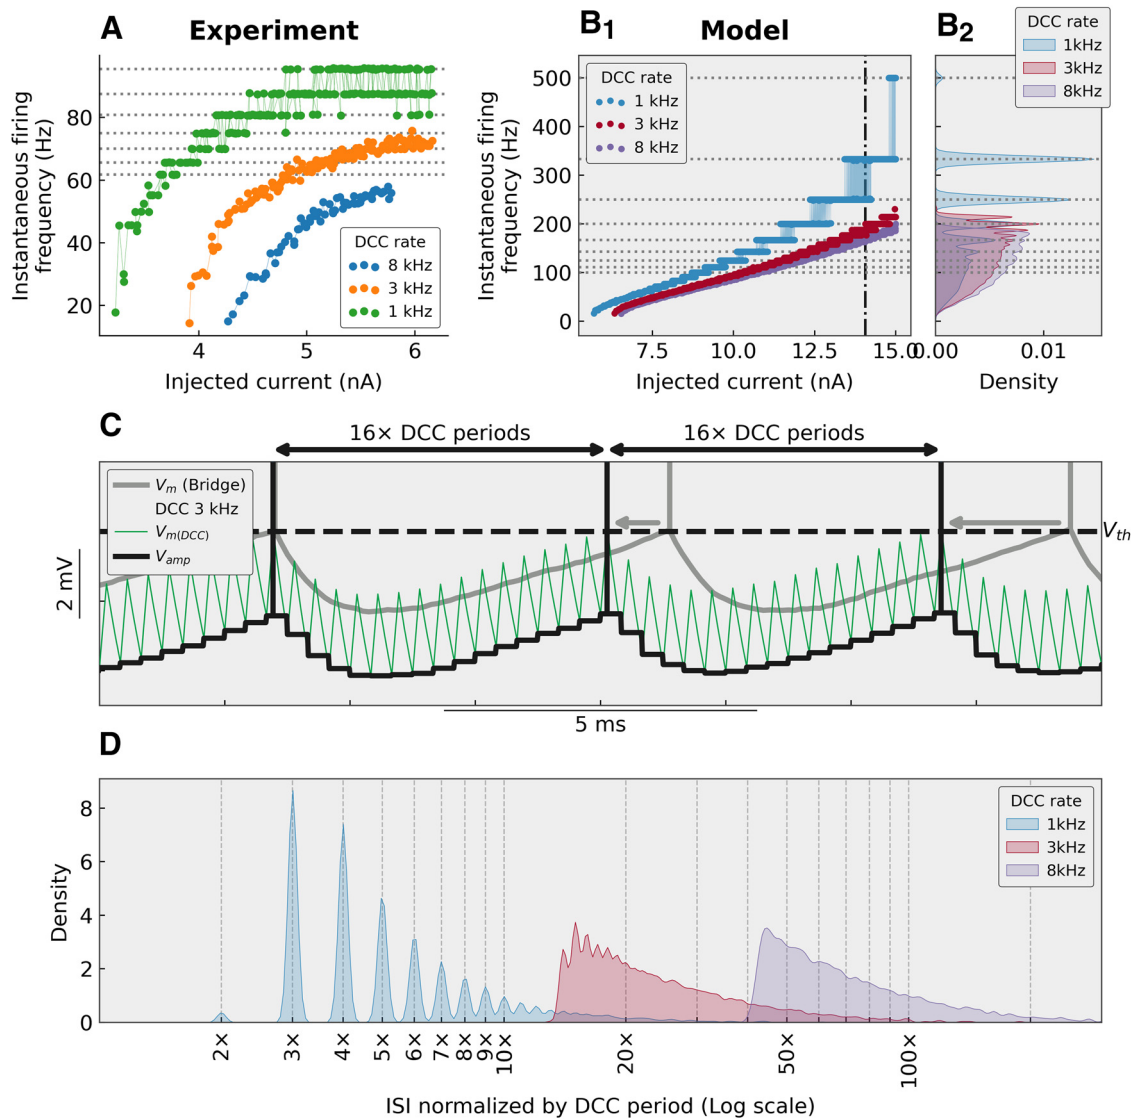 A
Experiment
Instantaneous firing
frequency (Hz)
80
60
40
20
4
5
6
Injected current (nA)
DCC rate
8 kHz
3 kHz
1 kHz
B1
Model
Instantaneous firing
frequency (Hz)
500
400
300
200
100
0
7.5
10.0
12.5
15.0
Injected current (nA)
DCC rate
1 kHz
3 kHz
8 kHz
B2
DCC rate
1kHz
3kHz
8kHz
0.00
0.01
Density
C
16× DCC periods
16× DCC periods
Vm (Bridge)
DCC 3 kHz
Vm(DCC)
Vamp
Vth
2 mV
5 ms
D
Density
8
6
4
2
0
DCC rate
1kHz
3kHz
8kHz
2×
3×
4×
5×
6×
7×
8×
9×
10×
20×
50×
100×
ISI normalized by DCC period (Log scale)